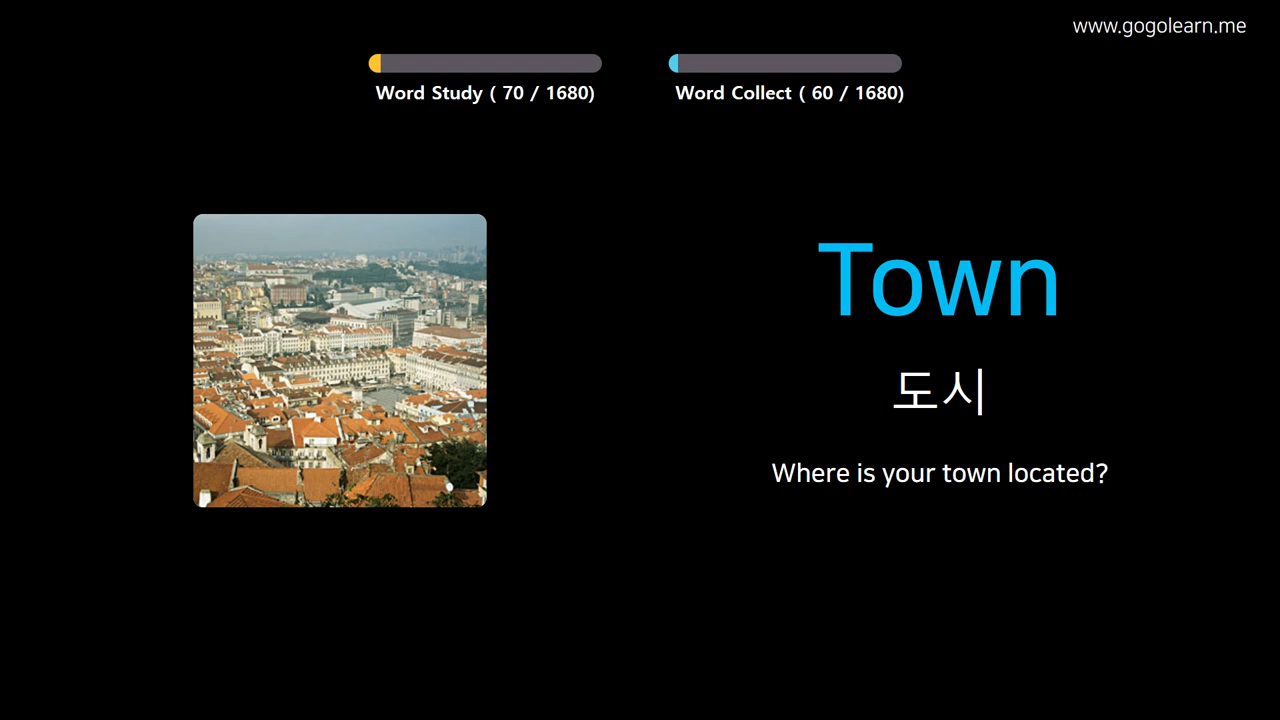 www.gogolearn.me
Word Study ( 70 / 1680)
Word Collect ( 60 / 1680)
Town
도시
Where is your town located?